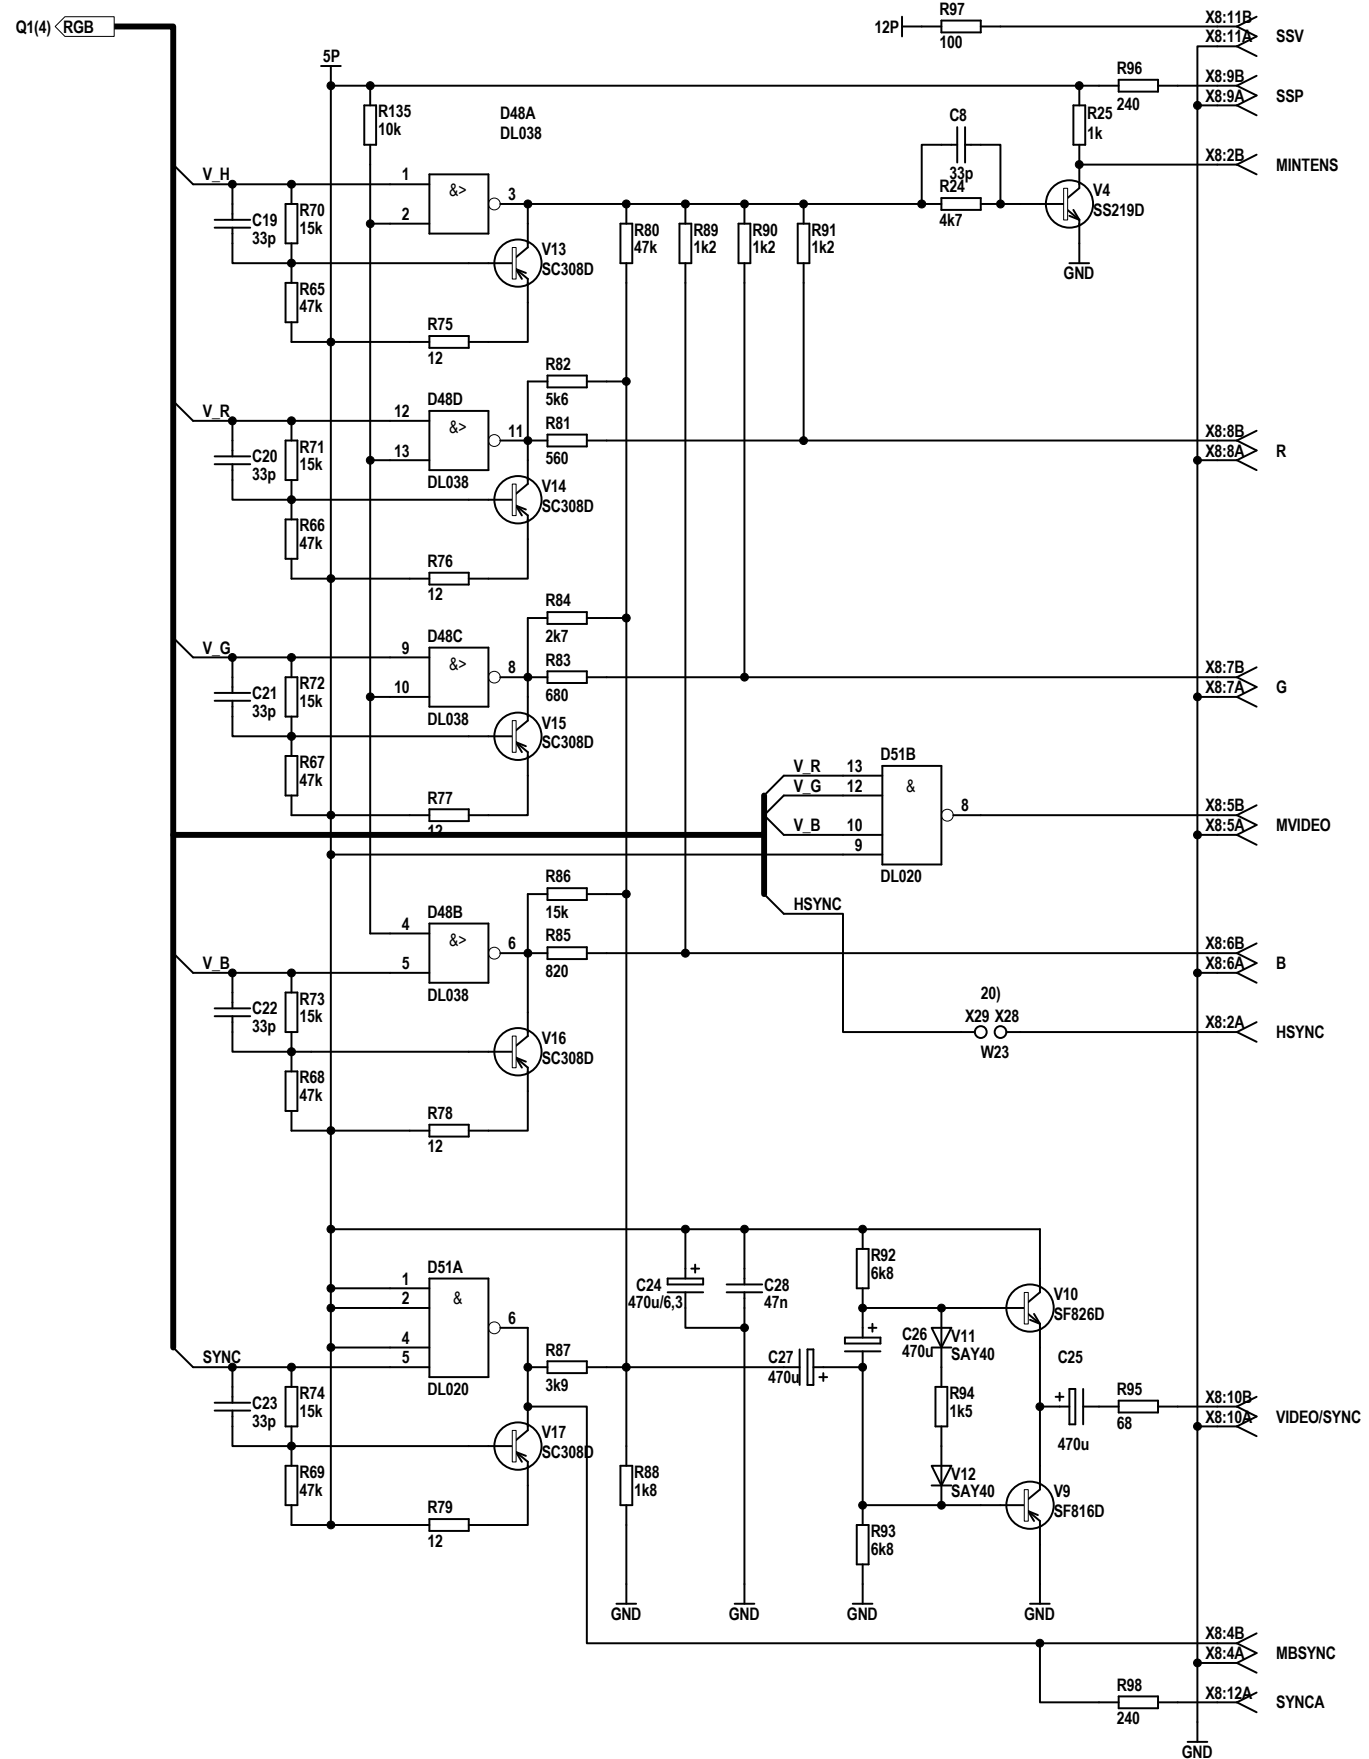 Q1(4) RGB
12P
R97
100
X8:11B
X8:11A
SSV
5P
R96
240
X8:9B
X8:9A
SSP
R135
10k
D48A
DL038
C8
33p
R25
1k
X8:2B
MINTENS
V_H
1
2
&>
3
R24
4k7
V4
SS219D
GND
C19
33p
R70
15k
R65
47k
V13
SC308D
R80
47k
R89
1k2
R90
1k2
R91
1k2
R75
12
R82
5k6
V_R
12
13
D48D
&>
DL038
11
R81
560
X8:8B
X8:8A
R
C20
33p
R71
15k
R66
47k
V14
SC308D
R76
12
R84
2k7
V_G
9
10
D48C
&>
DL038
8
R83
680
X8:7B
X8:7A
G
C21
33p
R72
15k
R67
47k
V15
SC308D
R77
12
D51B
V_R 13
V_G 12
V_B 10
9
&
DL020
8
X8:5B
X8:5A
MVIDEO
HSYNC
R86
15k
4
5
D48B
&>
DL038
6
R85
820
X8:6B
X8:6A
B
V_B
C22
33p
R73
15k
R68
47k
V16
SC308D
R78
12
20)
X29 X28
W23
X8:2A
HSYNC
D51A
1
2
4
5
&
DL020
6
SYNC
C23
33p
R74
15k
R69
47k
R87
3k9
V17
SC308D
R79
12
C24
470u/6,3
+
C28
47n
R92
6k8
C27
470u
+
+
C26
470u
V11
SAY40
R94
1k5
V12
SAY40
V10
SF826D
C25
+
470u
R95
68
X8:10B
X8:10A
VIDEO/SYNC
V9
SF816D
R88
1k8
R93
6k8
GND
GND
GND
GND
X8:4B
X8:4A
MBSYNC
R98
240
X8:12A
SYNCA
GND